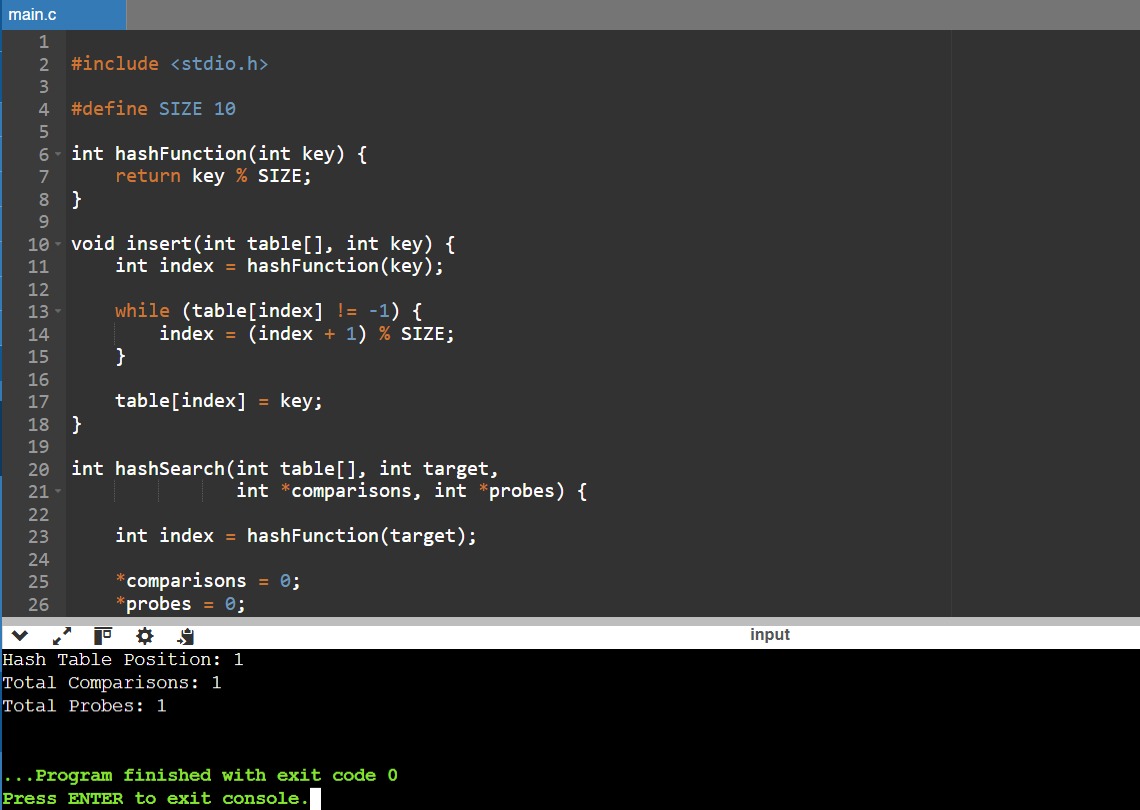 main.c
1
2 #include <stdio.h>
3
4 #define SIZE 10
5
6 int hashFunction(int key) {
7     return key % SIZE;
8 }
9
10 void insert(int table[], int key) {
11     int index = hashFunction(key);
12
13     while (table[index] != -1) {
14         index = (index + 1) % SIZE;
15     }
16
17     table[index] = key;
18 }
19
20 int hashSearch(int table[], int target,
21                int *comparisons, int *probes) {
22
23     int index = hashFunction(target);
24
25     *comparisons = 0;
26     *probes = 0;
input
Hash Table Position: 1
Total Comparisons: 1
Total Probes: 1
...Program finished with exit code 0
Press ENTER to exit console.